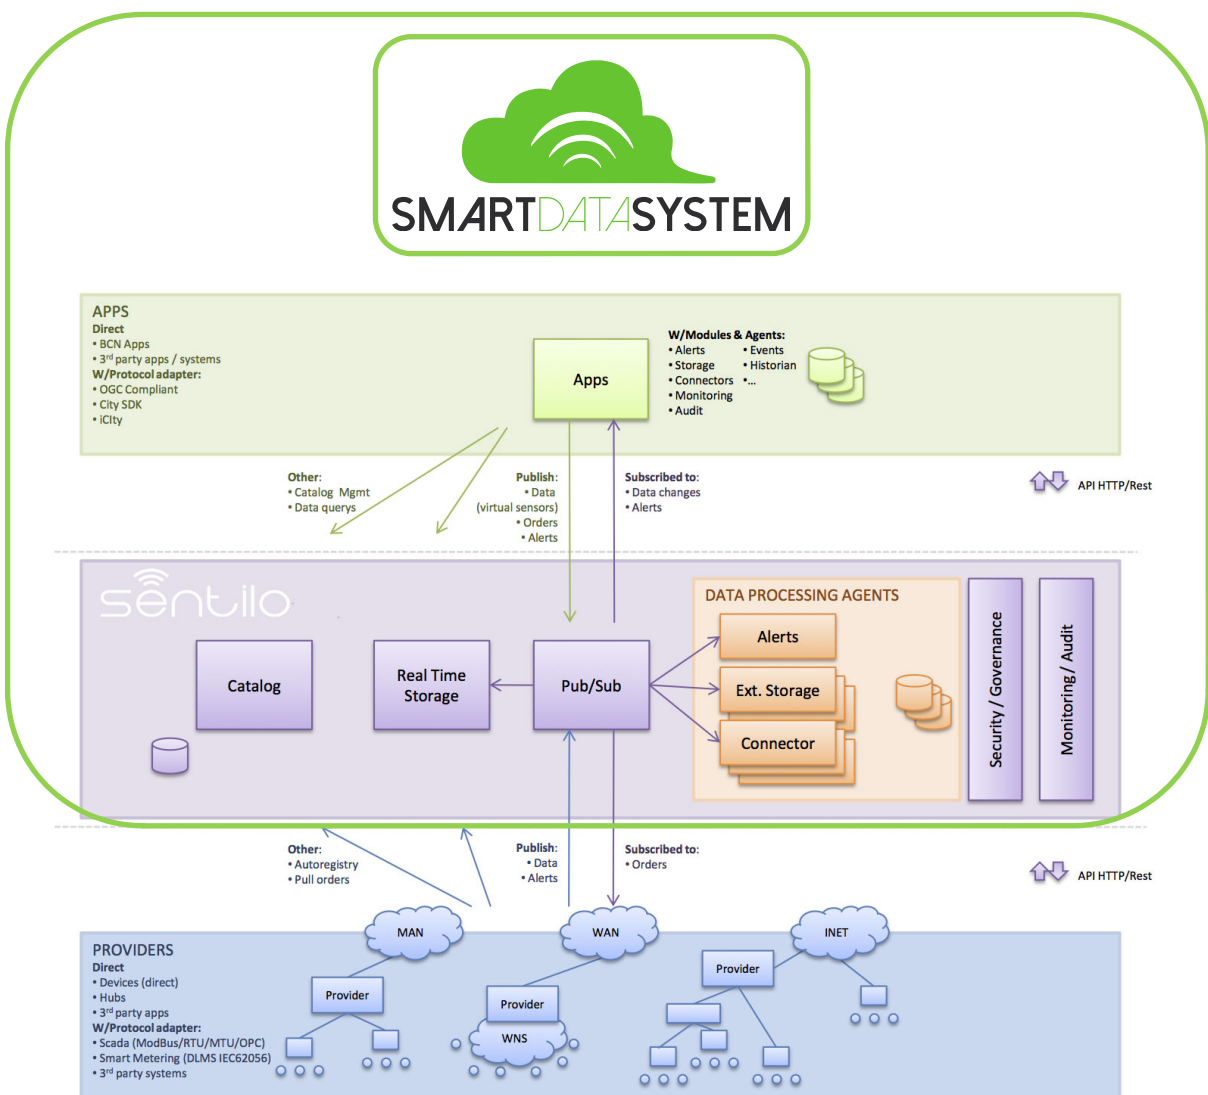 SMARTDATASYSTEM
APPS
Direct
• BCN Apps
• 3rd party apps / systems
W/Protocol adapter:
• OGC Compliant
• City SDK
• iCIty
Apps
W/Modules & Agents:
• Alerts
• Storage
• Connectors
• Monitoring
• Audit
• Events
• Historian
•...
Other:
• Catalog Mgmt
• Data querys
Publish:
• Data
(virtual sensors)
• Orders
• Alerts
Subscribed to:
• Data changes
• Alerts
API HTTP/Rest
sentilo
Catalog
Real Time
Storage
Pub/Sub
DATA PROCESSING AGENTS
Alerts
Ext. Storage
Connector
Security / Governance
Monitoring / Audit
Other:
• Autoregistry
• Pull orders
Publish:
• Data
• Alerts
Subscribed to:
• Orders
API HTTP/Rest
PROVIDERS
Direct
• Devices (direct)
• Hubs
• 3rd party apps
W/Protocol adapter:
• Scada (ModBus/RTU/MTU/OPC)
• Smart Metering (DLMS IEC62056)
• 3rd party systems
MAN
Provider
WAN
Provider
WNS
INET
Provider